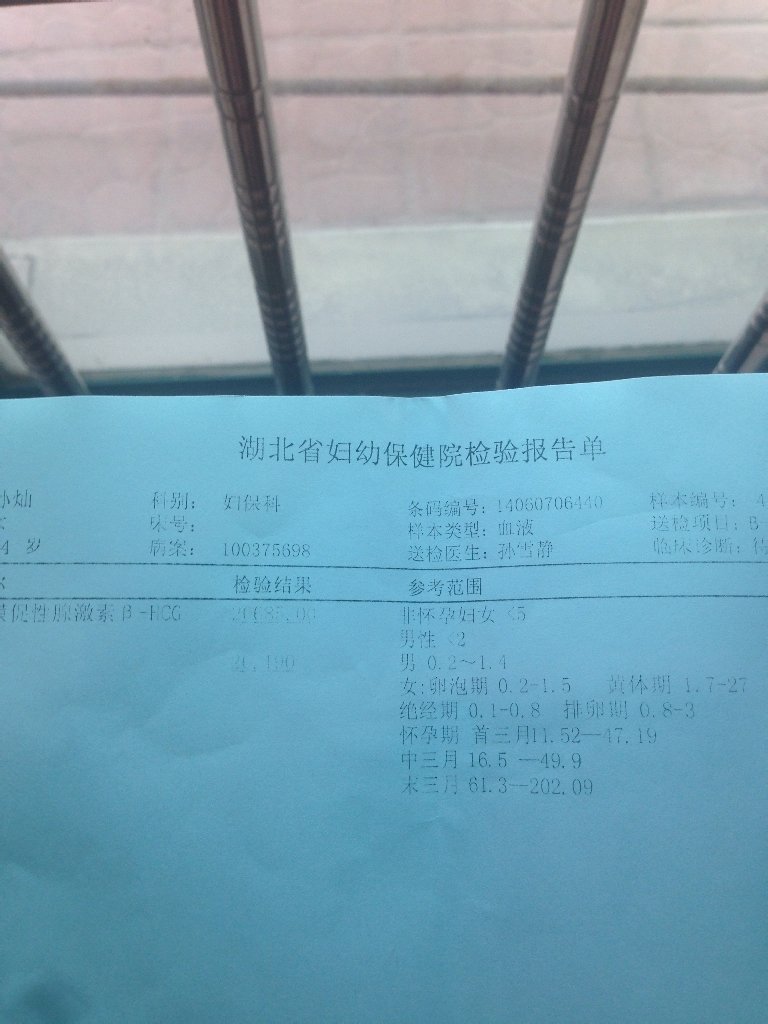 湖北省妇幼保健院检验报告单
灿 科别: 妇保科 条码编号: 14060706440 样本编号: 4
床号: 样本类型: 血液 送检项目: B-
4 岁 病案: 100375698 送检医生: 孙雪静 临床诊断: 待
检验结果 参考范围
促性腺激素β-HCG 非怀孕妇女 <5
男性 <2
男 0.2～1.4
女:卵泡期 0.2-1.5 黄体期 1.7-27
绝经期 0.1-0.8 排卵期 0.8-3
怀孕期 首三月11.52--47.19
中三月 16.5 --49.9
末三月 61.3--202.09